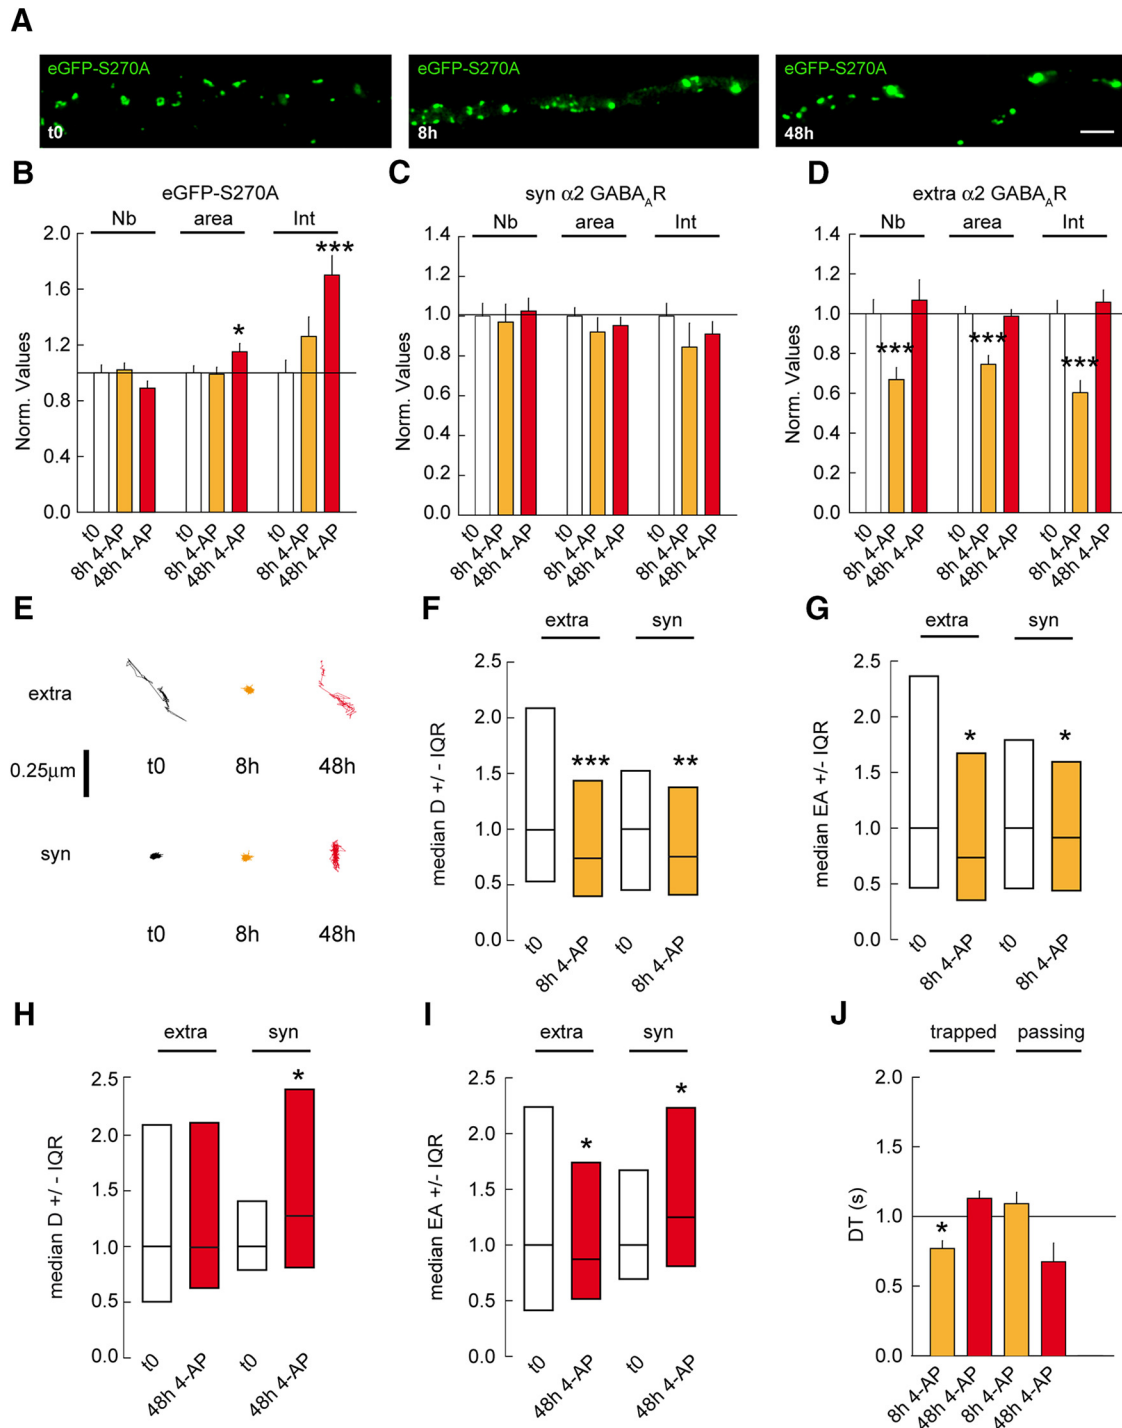 A
eGFP-S270A
t0
eGFP-S270A
8h
eGFP-S270A
48h
B
eGFP-S270A
Nb area Int
Norm. Values
2.0
1.6
1.2
0.8
0.4
0.0
* ***
t0 8h 4-AP 48h 4-AP t0 8h 4-AP 48h 4-AP t0 8h 4-AP 48h 4-AP
C
syn α2 GABAAR
Nb area Int
Norm. Values
1.4
1.2
1.0
0.8
0.6
0.4
0.2
0.0
t0 8h 4-AP 48h 4-AP t0 8h 4-AP 48h 4-AP t0 8h 4-AP 48h 4-AP
D
extra α2 GABAAR
Nb area Int
Norm. Values
1.4
1.2
1.0
0.8
0.6
0.4
0.2
0.0
*** *** ***
t0 8h 4-AP 48h 4-AP t0 8h 4-AP 48h 4-AP t0 8h 4-AP 48h 4-AP
E
extra
0.25μm
t0 8h 48h
syn
t0 8h 48h
F
extra syn
median D +/- IQR
2.5
2.0
1.5
1.0
0.5
0.0
*** **
t0 8h 4-AP t0 8h 4-AP
G
extra syn
median EA +/- IQR
2.5
2.0
1.5
1.0
0.5
0.0
* *
t0 8h 4-AP t0 8h 4-AP
H
extra syn
median D +/- IQR
2.5
2.0
1.5
1.0
0.5
0.0
*
t0 48h 4-AP t0 48h 4-AP
I
extra syn
median EA +/- IQR
2.5
2.0
1.5
1.0
0.5
0.0
* *
t0 48h 4-AP t0 48h 4-AP
J
trapped passing
DT (s)
2.0
1.5
1.0
0.5
0.0
*
8h 4-AP 48h 4-AP 8h 4-AP 48h 4-AP